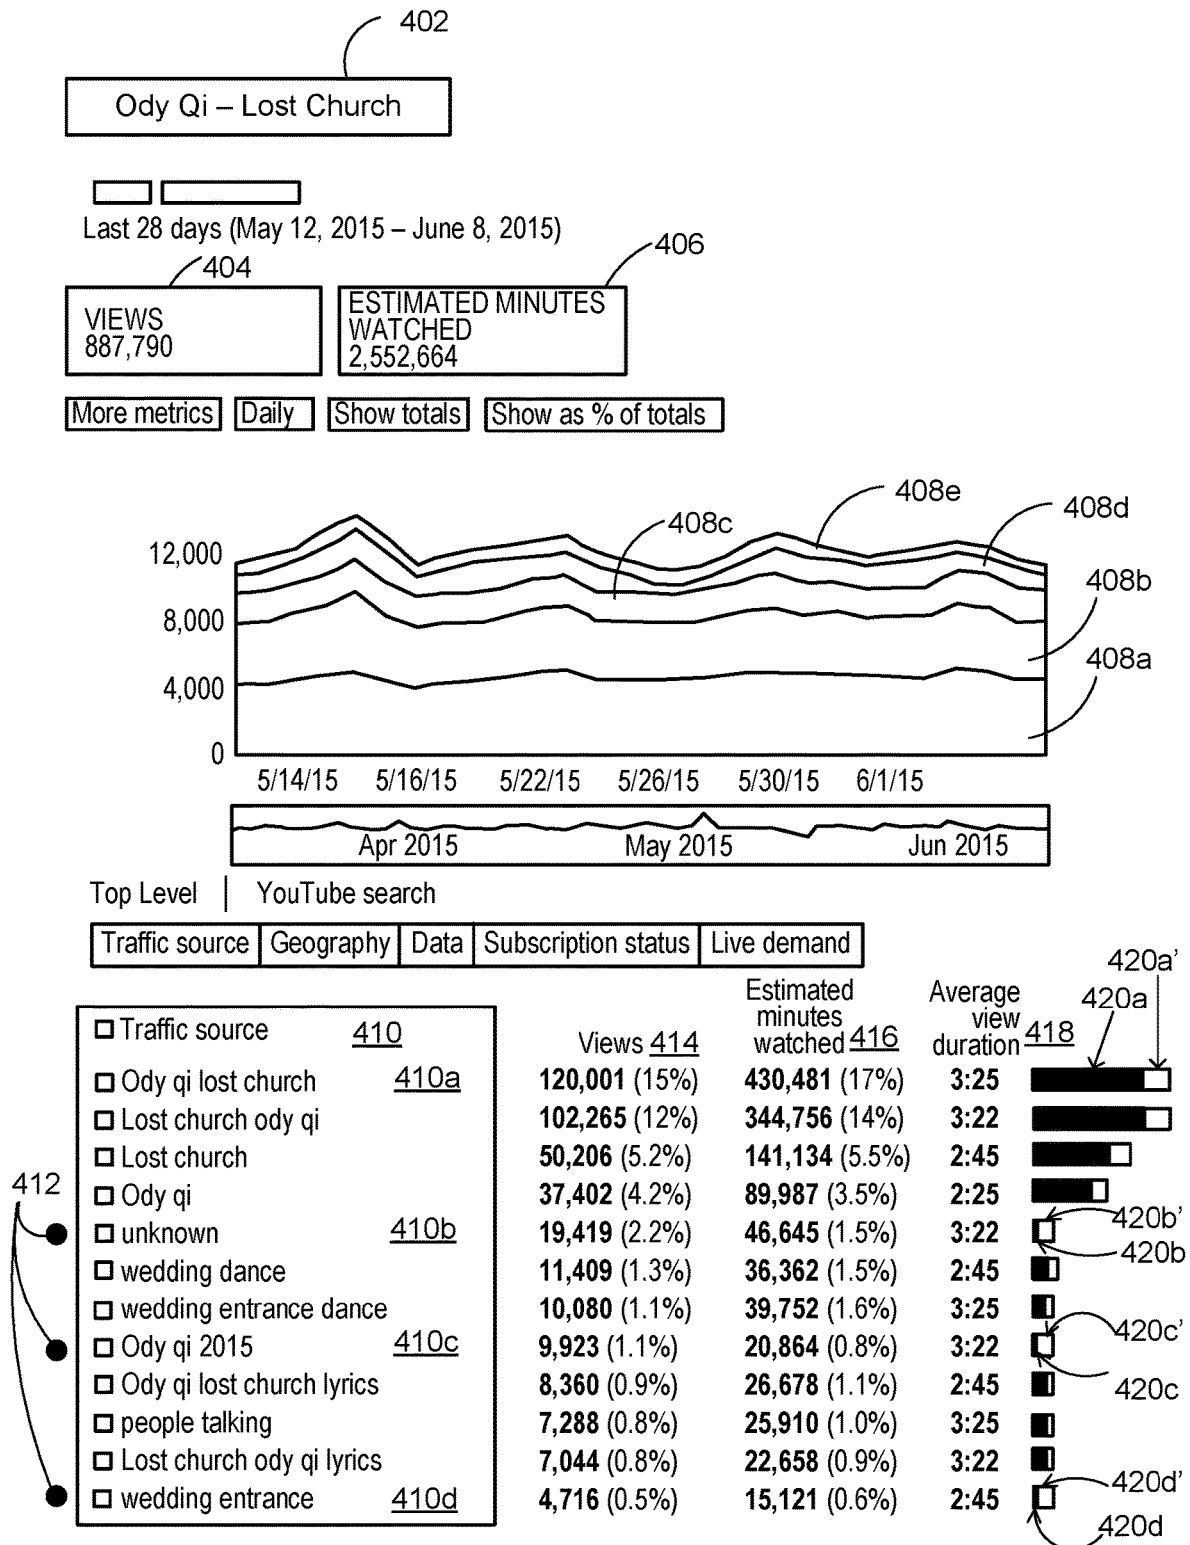 402
Ody Qi – Lost Church
Last 28 days (May 12, 2015 – June 8, 2015)
404
406
VIEWS
887,790
ESTIMATED MINUTES
WATCHED
2,552,664
More metrics
Daily
Show totals
Show as % of totals
408e
408c
408d
12,000
408b
8,000
408a
4,000
0
5/14/15 5/16/15 5/22/15 5/26/15 5/30/15 6/1/15
Apr 2015 May 2015 Jun 2015
Top Level | YouTube search
Traffic source Geography Data Subscription status Live demand
420a'
420a
Traffic source 410
Views 414
Estimated
minutes
watched 416
Average
view
duration 418
Ody qi lost church 410a 120,001 (15%) 430,481 (17%) 3:25
Lost church ody qi 102,265 (12%) 344,756 (14%) 3:22
Lost church 50,206 (5.2%) 141,134 (5.5%) 2:45
412
Ody qi 37,402 (4.2%) 89,987 (3.5%) 2:25
420b'
unknown 410b 19,419 (2.2%) 46,645 (1.5%) 3:22
420b
wedding dance 11,409 (1.3%) 36,362 (1.5%) 2:45
wedding entrance dance 10,080 (1.1%) 39,752 (1.6%) 3:25
420c'
Ody qi 2015 410c 9,923 (1.1%) 20,864 (0.8%) 3:22
Ody qi lost church lyrics 8,360 (0.9%) 26,678 (1.1%) 2:45
420c
people talking 7,288 (0.8%) 25,910 (1.0%) 3:25
Lost church ody qi lyrics 7,044 (0.8%) 22,658 (0.9%) 3:22
420d'
wedding entrance 410d 4,716 (0.5%) 15,121 (0.6%) 2:45
420d